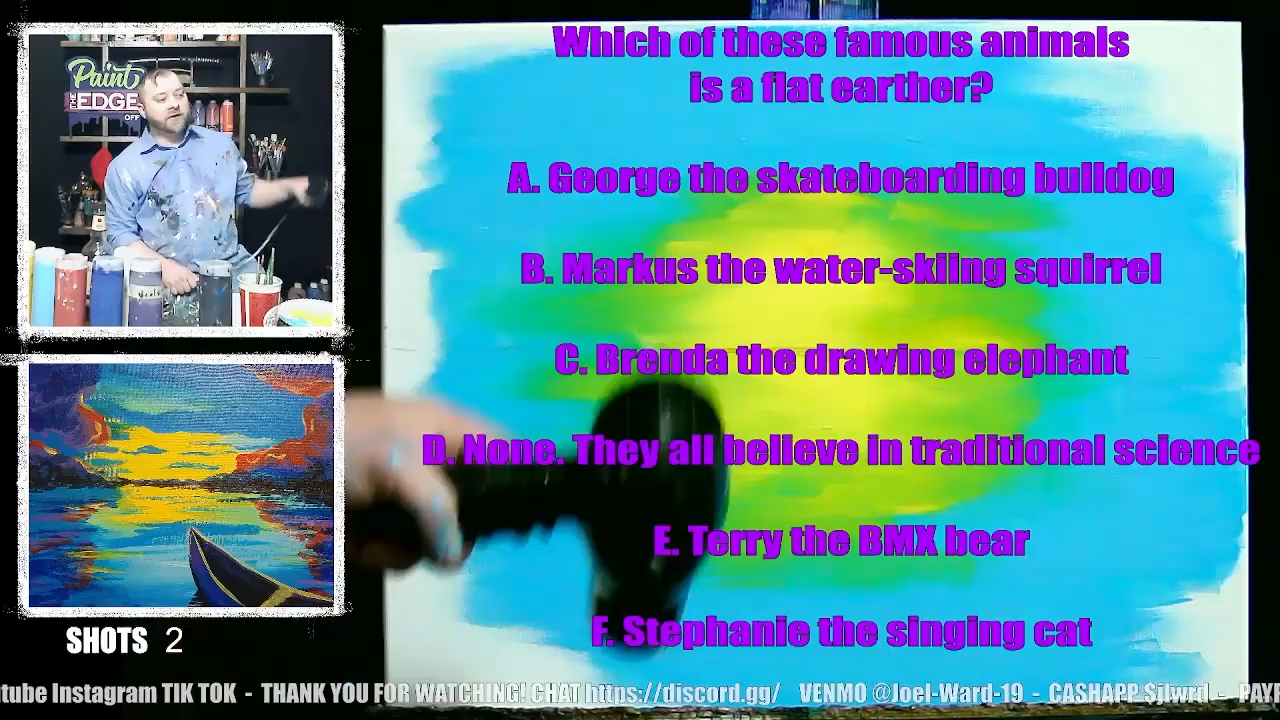 Paint
THE EDGE
OFF
Which of these famous animals
is a flat earther?
A. George the skateboarding bulldog
B. Markus the water-skiing squirrel
C. Brenda the drawing elephant
D. None. They all believe in traditional science
E. Terry the BMX bear
F. Stephanie the singing cat
SHOTS 2
tube Instagram TIK TOK - THANK YOU FOR WATCHING! CHAT https://discord.gg/ VENMO @Joel-Ward-19 - CASHAPP $jlwrd - PAYP